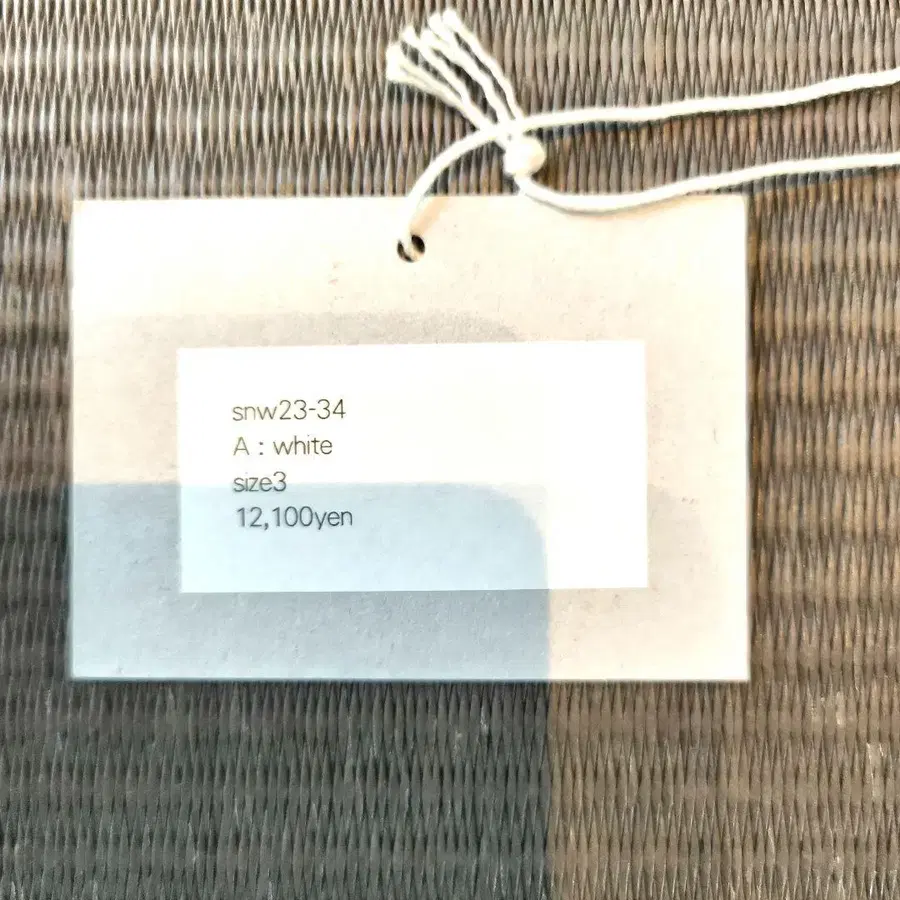 snw23-34
A : white
size3
12,100yen